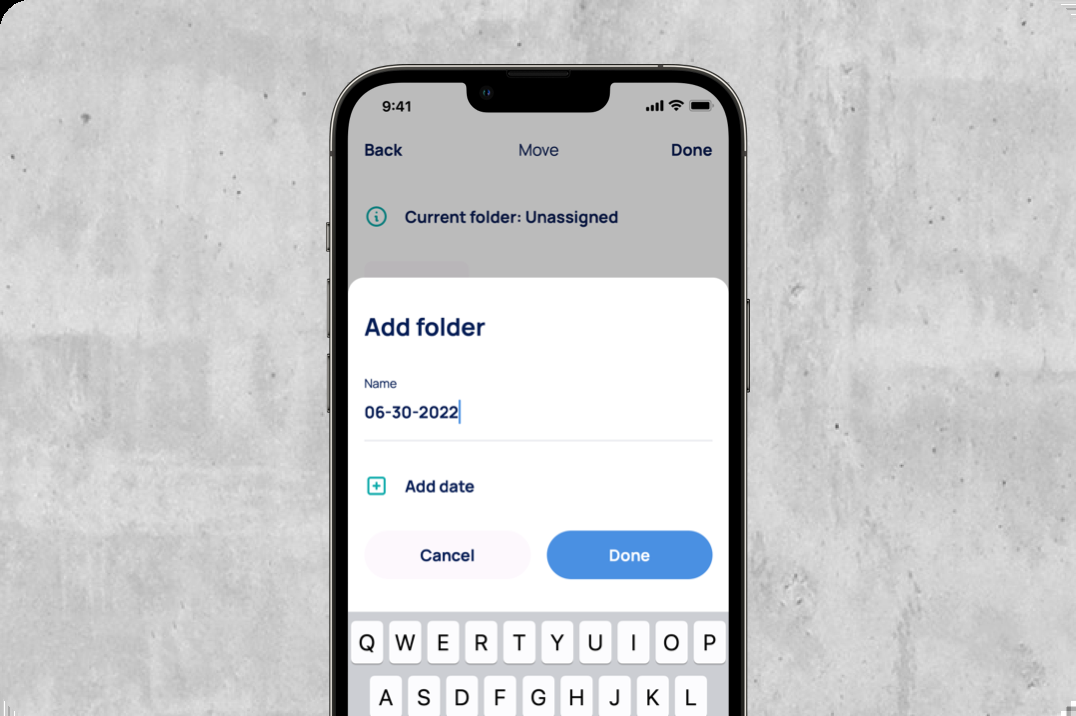 9:41
Back Move Done
Current folder: Unassigned
Add folder
Name
06-30-2022
Add date
Cancel Done
Q W E R T Y U I O P
A S D F G H J K L